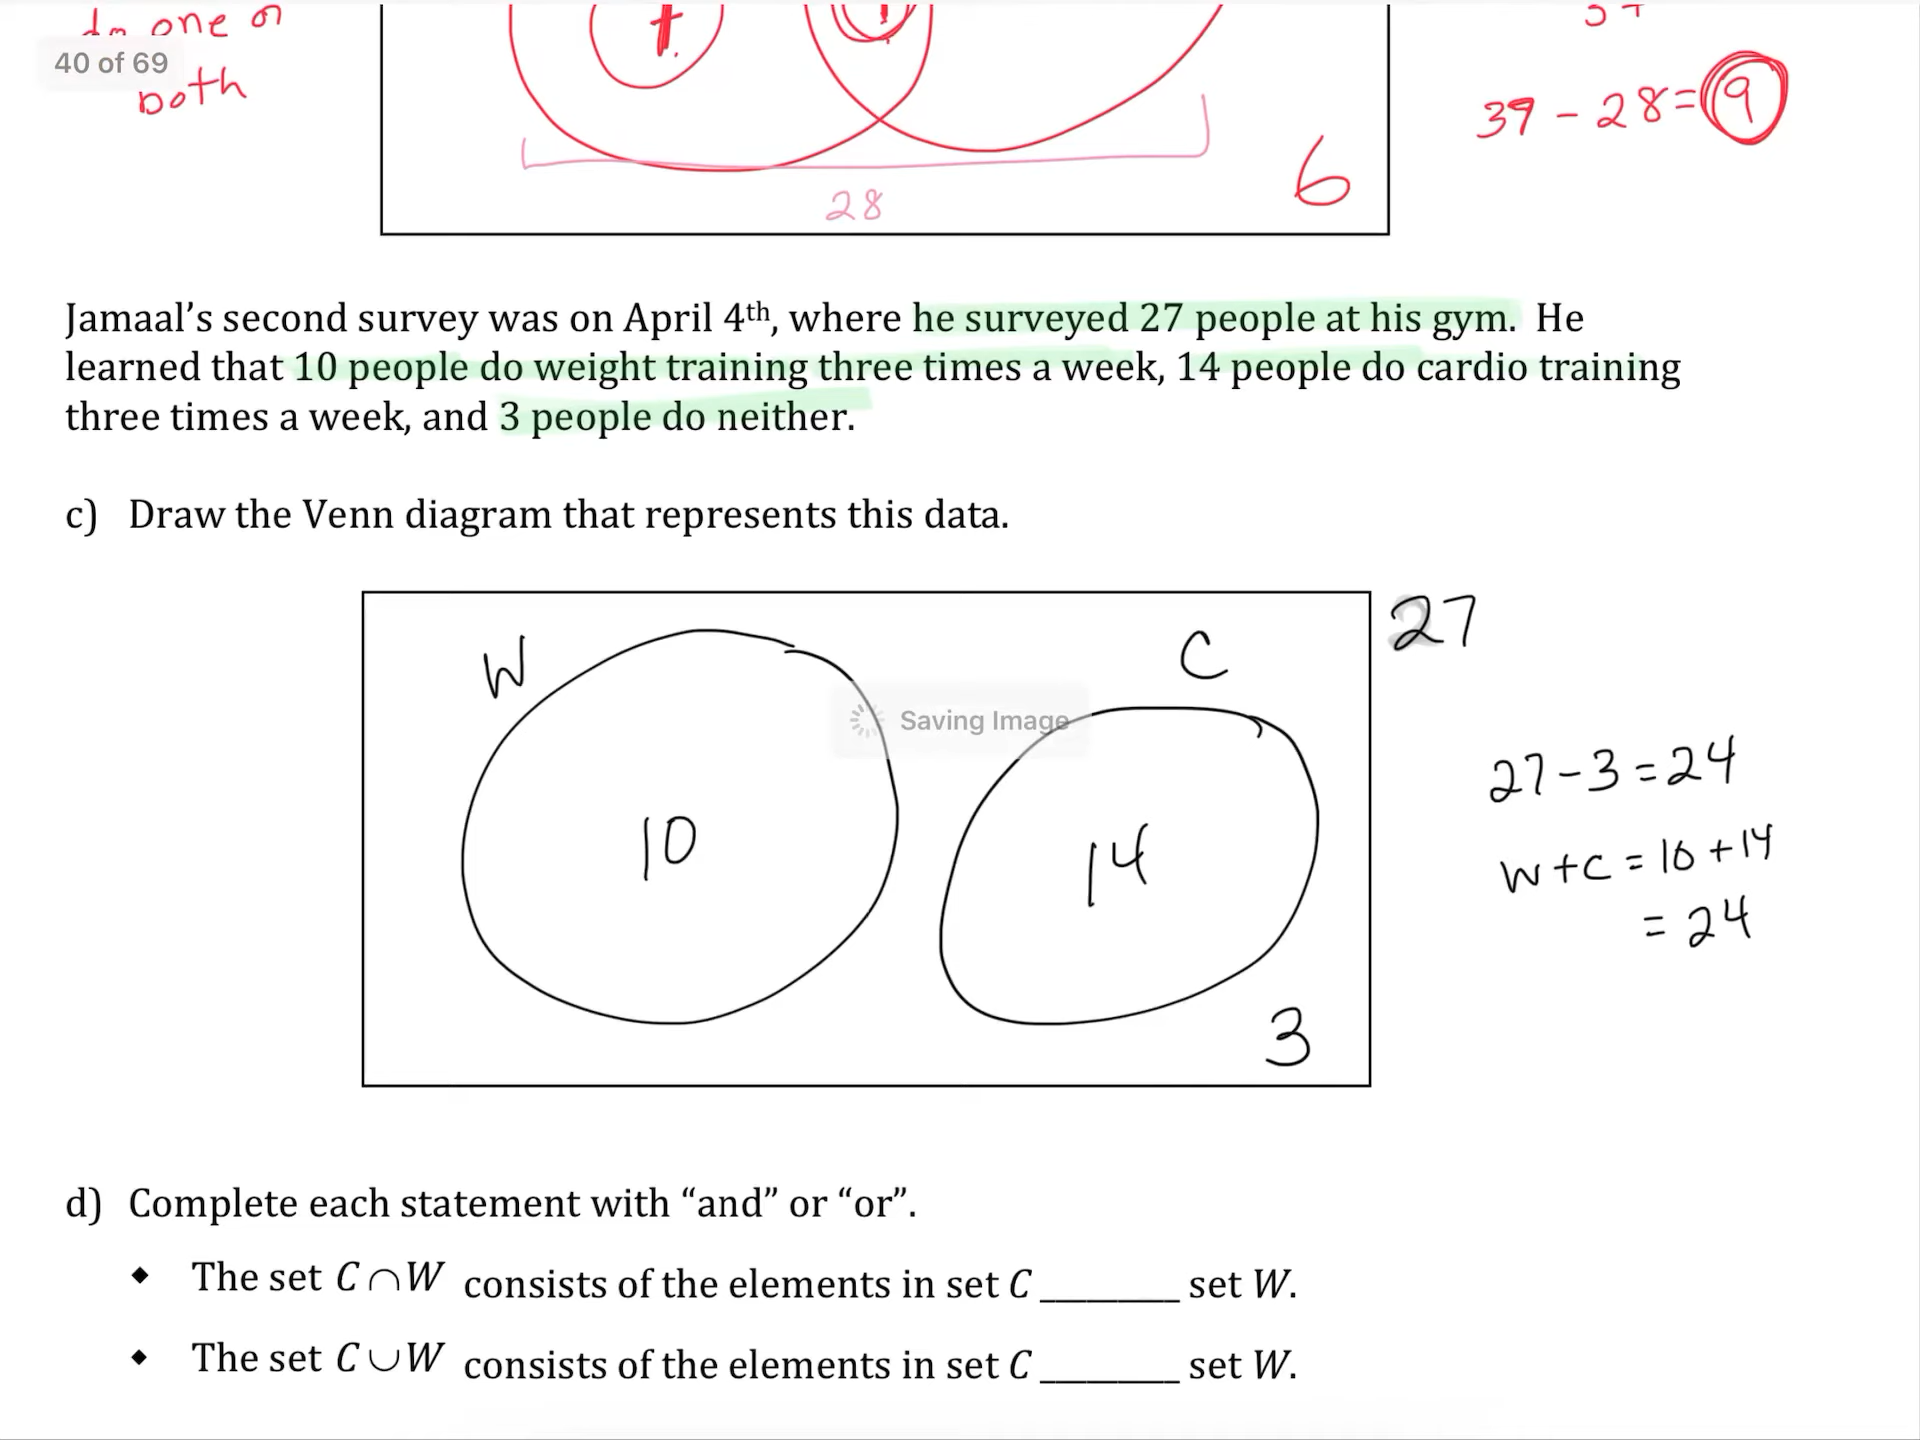 do one or
40 of 69
both
39 - 28 = 9
6
28
Jamaal's second survey was on April 4th, where he surveyed 27 people at his gym. He
learned that 10 people do weight training three times a week, 14 people do cardio training
three times a week, and 3 people do neither.
c) Draw the Venn diagram that represents this data.
27
W
C
Saving Image
27 - 3 = 24
10
14
W + C = 10 + 14
= 24
3
d) Complete each statement with “and” or “or”.
◆ The set C∩W consists of the elements in set C _______ set W.
◆ The set C∪W consists of the elements in set C _______ set W.